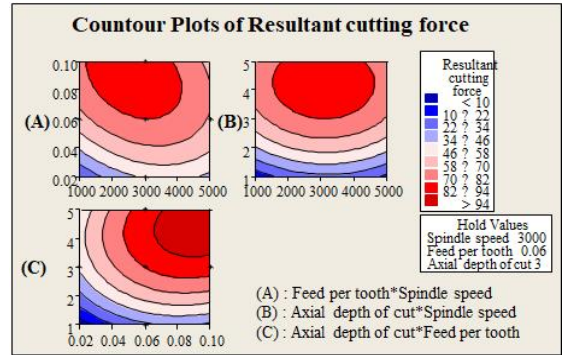 Countour Plots of Resultant cutting force
0.10
0.08
0.06
0.04
0.02
(A)
1000 2000 3000 4000 5000
5
4
3
2
1
(B)
1000 2000 3000 4000 5000
Resultant
cutting
force
< 10
10 ? 22
22 ? 34
34 ? 46
46 ? 58
58 ? 70
70 ? 82
82 ? 94
> 94
5
4
3
2
1
(C)
0.02 0.04 0.06 0.08 0.10
Hold Values
Spindle speed 3000
Feed per tooth 0.06
Axial depth of cut 3
(A) : Feed per tooth*Spindle speed
(B) : Axial depth of cut*Spindle speed
(C) : Axial depth of cut*Feed per tooth